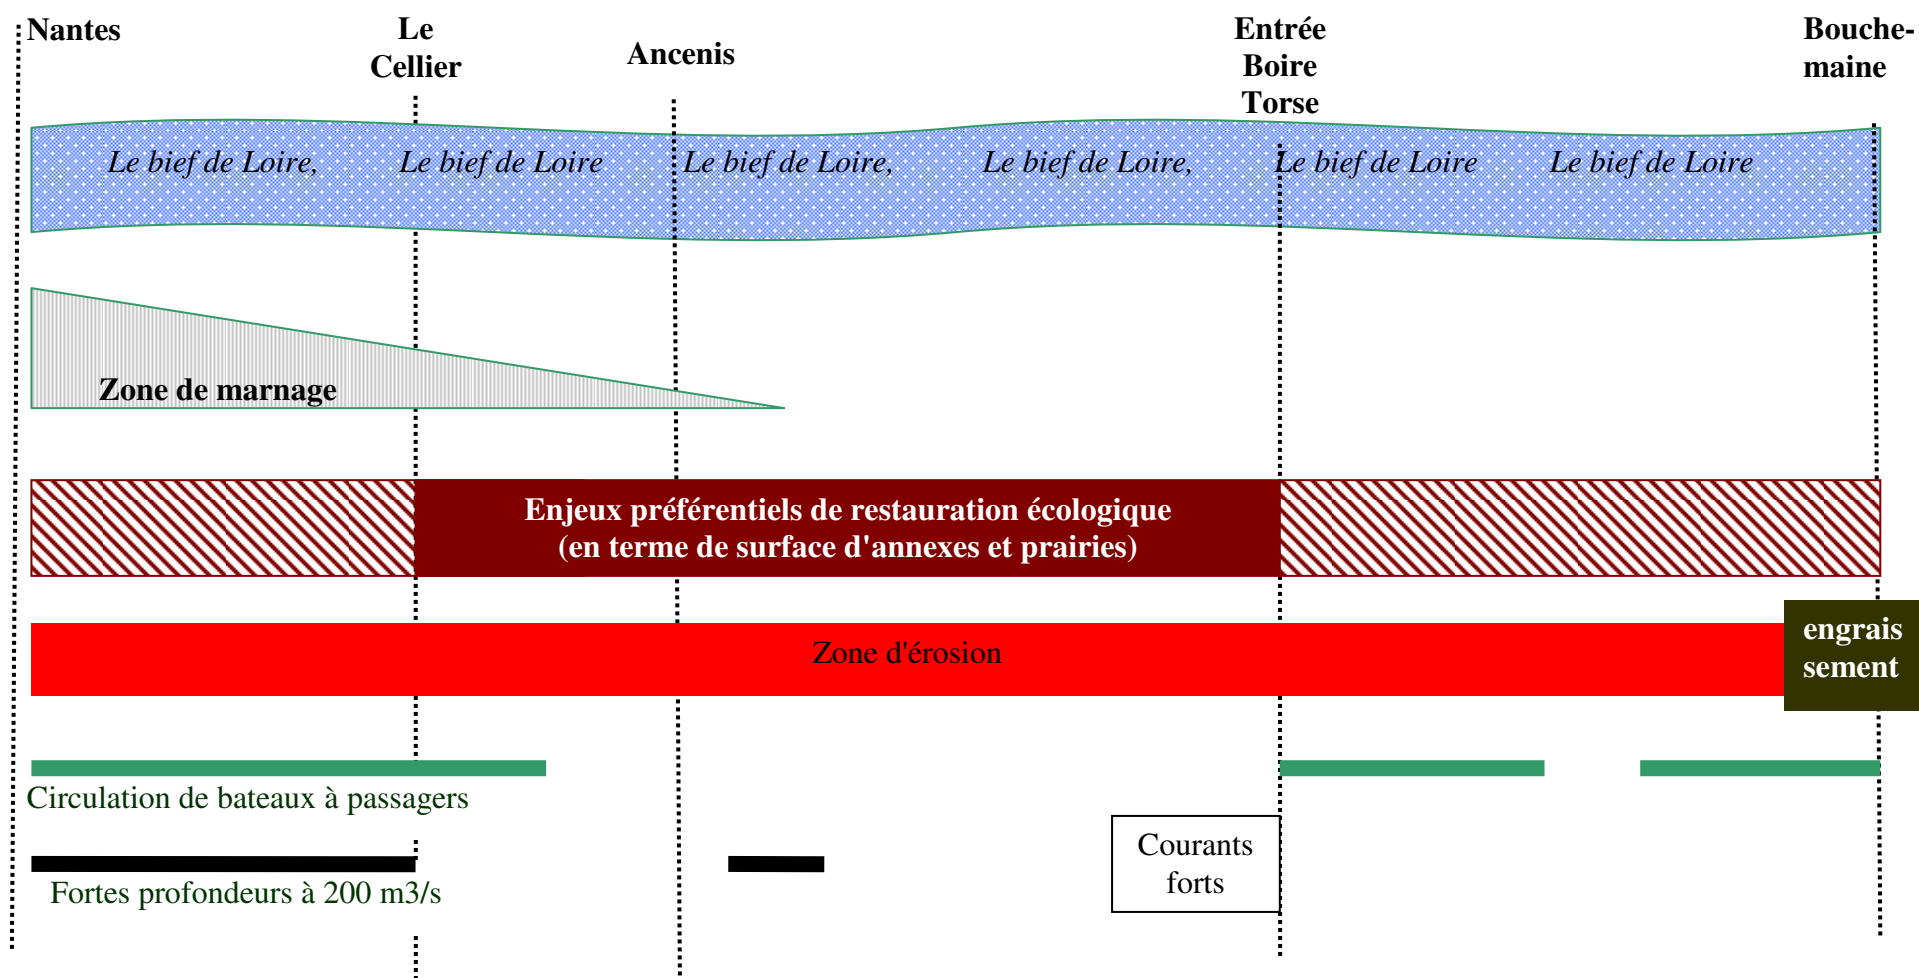 Nantes
Le
Cellier
Ancenis
Entrée
Boire
Torse
Bouche-
maine
Le bief de Loire,
Le bief de Loire
Le bief de Loire,
Le bief de Loire,
Le bief de Loire
Le bief de Loire
Zone de marnage
Enjeux préférentiels de restauration écologique
(en terme de surface d'annexes et prairies)
Zone d'érosion
engrais
sement
Circulation de bateaux à passagers
Courants
forts
Fortes profondeurs à 200 m3/s